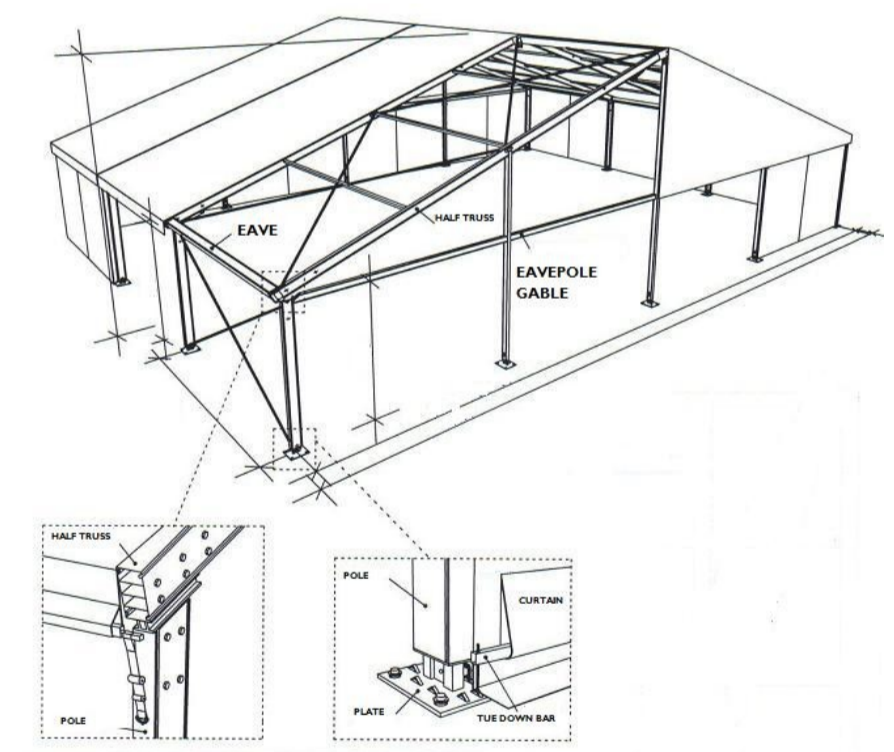 EAVE
HALF TRUSS
EAVEPOLE
GABLE
HALF TRUSS
POLE
POLE
CURTAIN
PLATE
TUE DOWN BAR